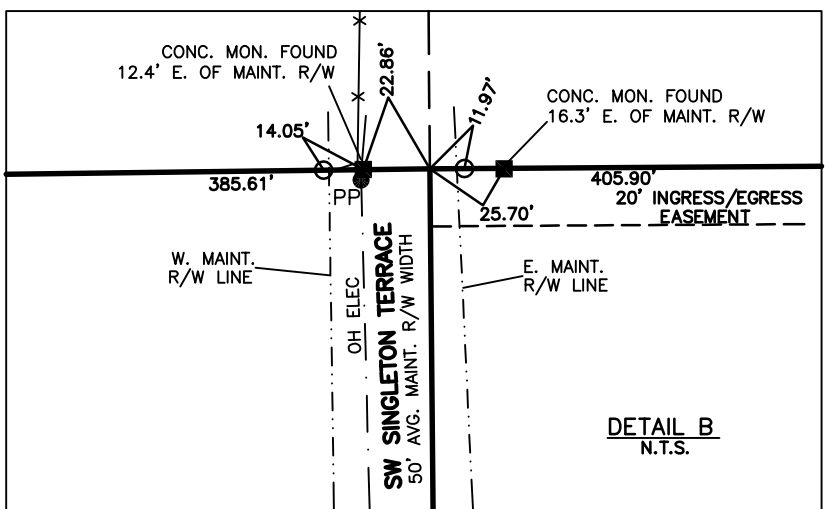 CONC. MON. FOUND
12.4' E. OF MAINT. R/W
22.86'
11.97'
CONC. MON. FOUND
16.3' E. OF MAINT. R/W
14.05'
385.61'
PP
405.90'
20' INGRESS/EGRESS
EASEMENT
25.70'
W. MAINT.
R/W LINE
OH ELEC
SW SINGLETON TERRACE
50' AVG. MAINT. R/W WIDTH
E. MAINT.
R/W LINE
DETAIL B
N.T.S.